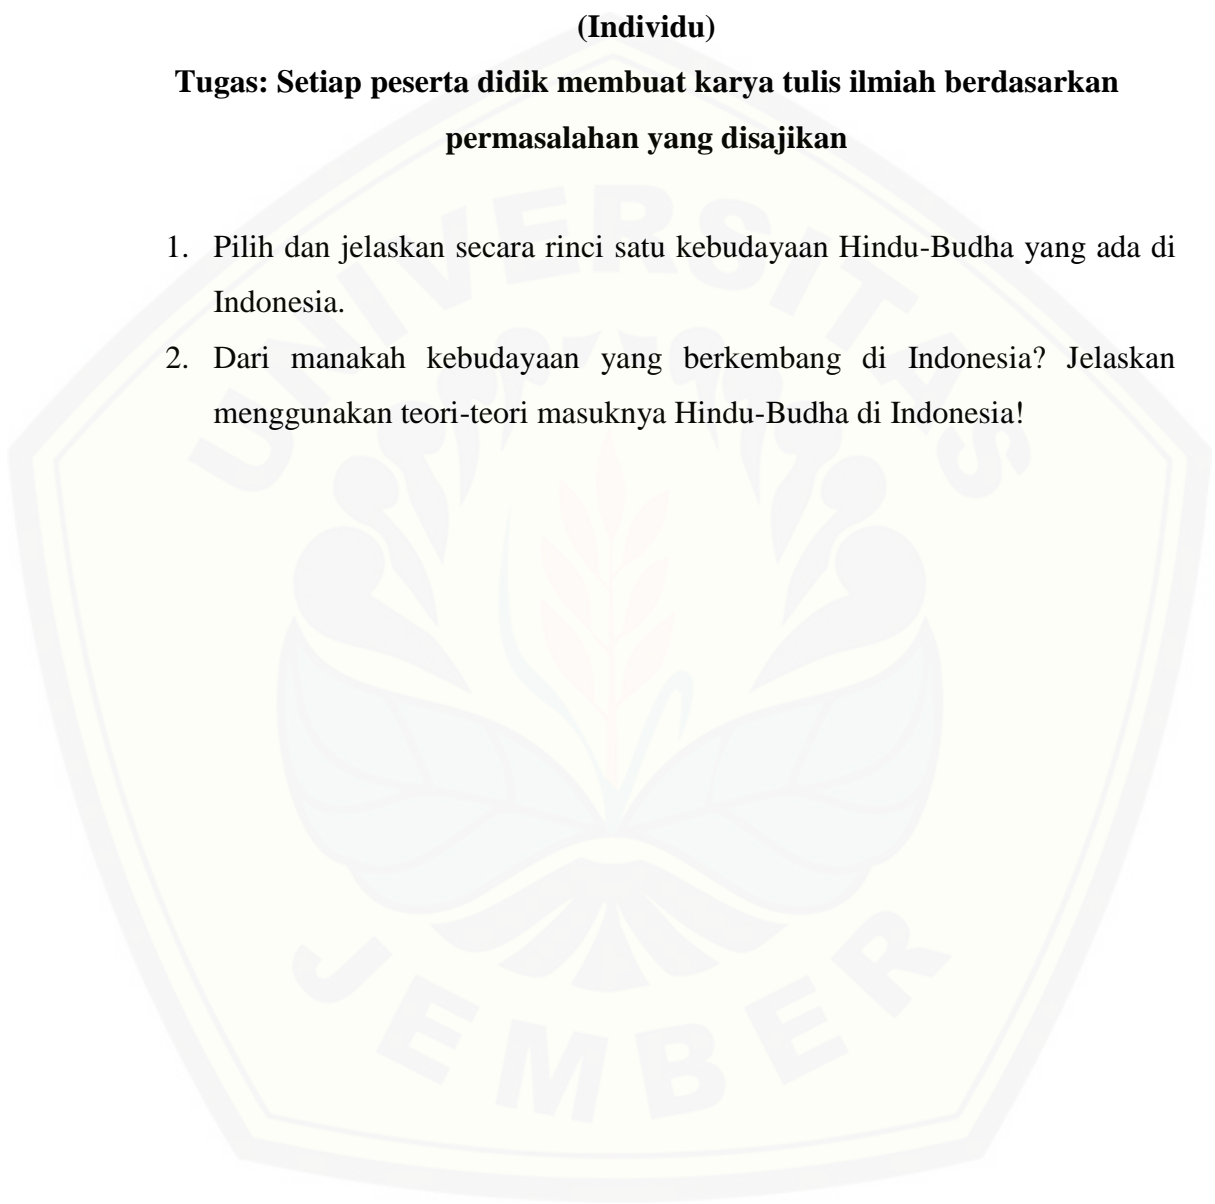 (Individu)
Tugas: Setiap peserta didik membuat karya tulis ilmiah berdasarkan
permasalahan yang disajikan
1. Pilih dan jelaskan secara rinci satu kebudayaan Hindu-Budha yang ada di
Indonesia.
2. Dari manakah kebudayaan yang berkembang di Indonesia? Jelaskan
menggunakan teori-teori masuknya Hindu-Budha di Indonesia!
UNIVERSITAS
JEMBER